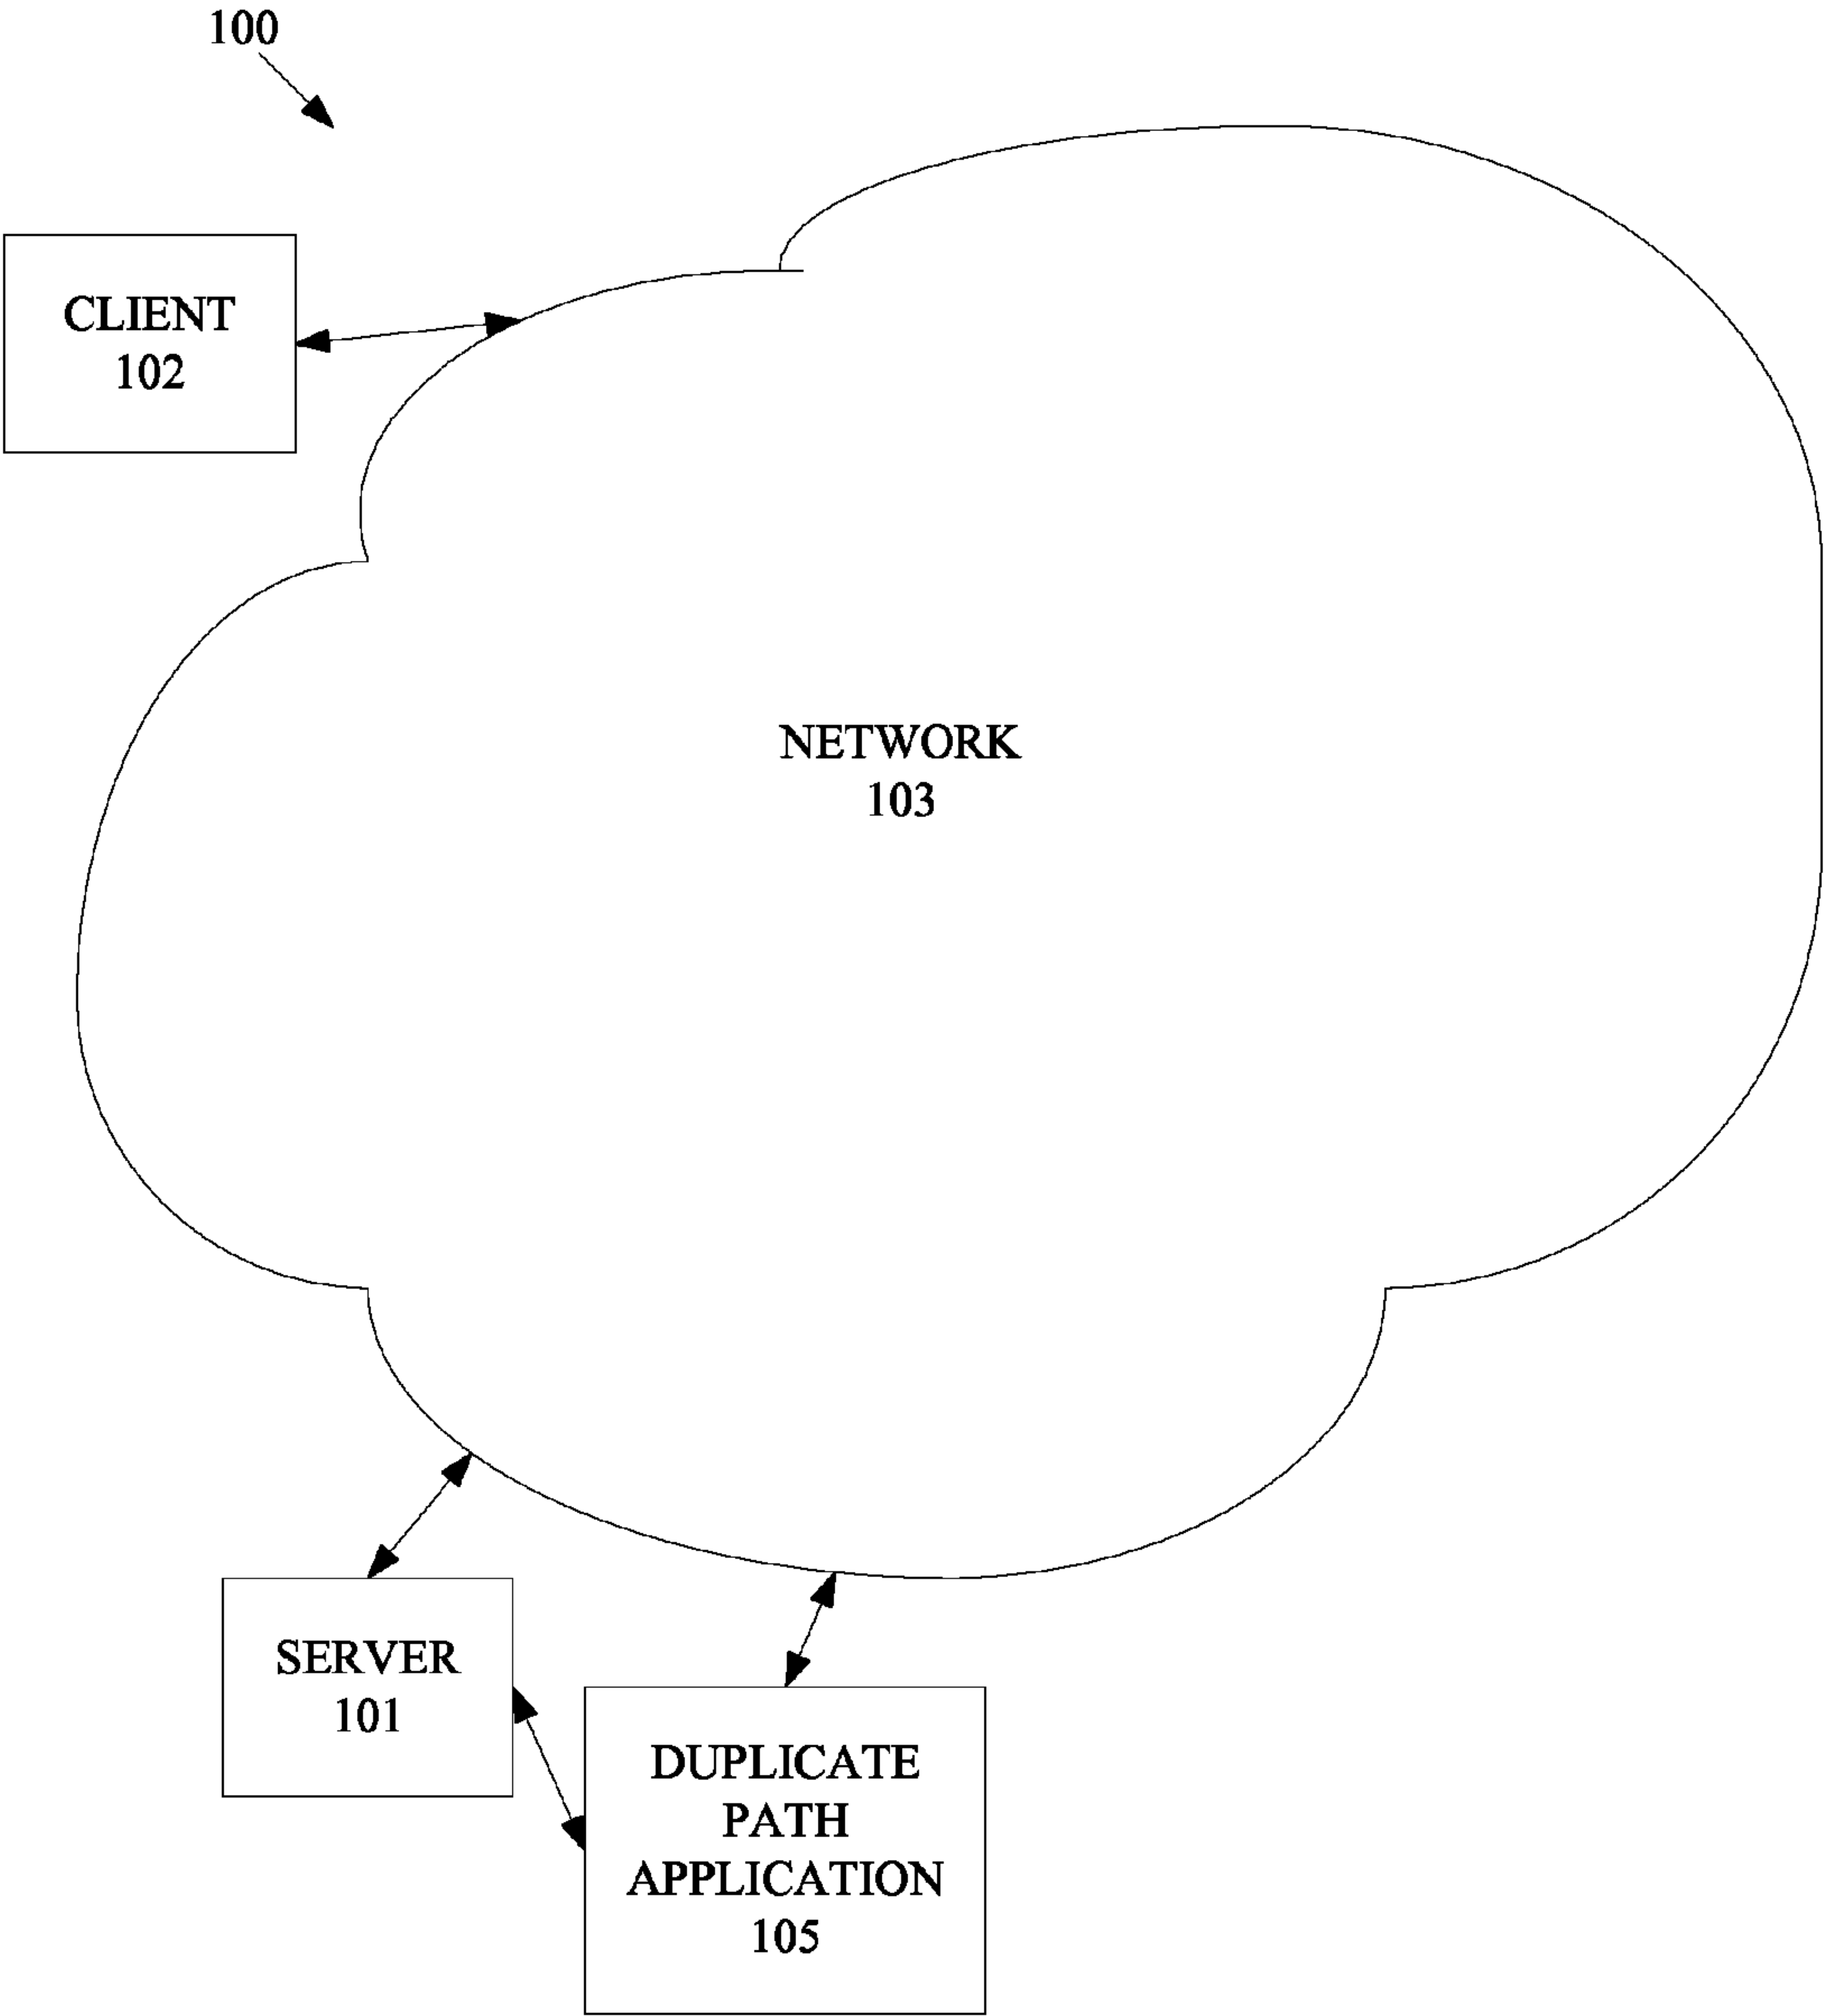 100
CLIENT
102
NETWORK
103
SERVER
101
DUPLICATE
PATH
APPLICATION
105